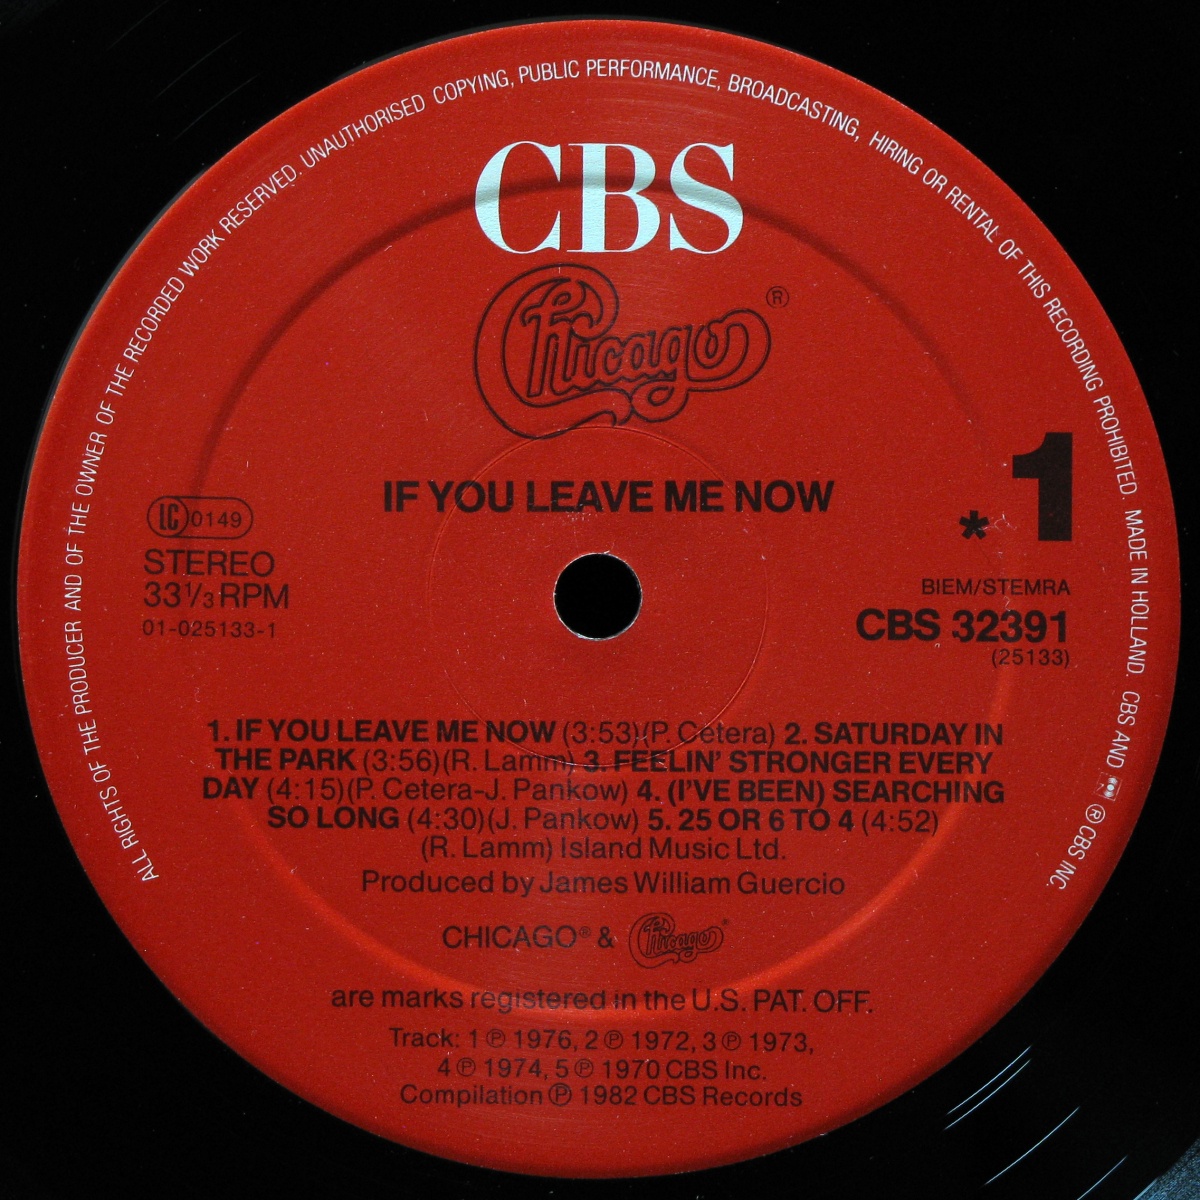 ALL RIGHTS OF THE PRODUCER AND OF THE OWNER OF THE RECORDED WORK RESERVED. UNAUTHORISED COPYING, PUBLIC PERFORMANCE, BROADCASTING, HIRING OR RENTAL OF THIS RECORDING PROHIBITED. MADE IN HOLLAND. CBS AND ® CBS INC.
CBS
Chicago ®
IF YOU LEAVE ME NOW
* 1
LC 0149
STEREO
33 1/3 RPM
01-025133-1
BIEM/STEMRA
CBS 32391
(25133)
1. IF YOU LEAVE ME NOW (3:53)(P. Cetera) 2. SATURDAY IN
THE PARK (3:56)(R. Lamm) 3. FEELIN' STRONGER EVERY
DAY (4:15)(P. Cetera-J. Pankow) 4. (I'VE BEEN) SEARCHING
SO LONG (4:30)(J. Pankow) 5. 25 OR 6 TO 4 (4:52)
(R. Lamm) Island Music Ltd.
Produced by James William Guercio
CHICAGO® & Chicago®
are marks registered in the U.S. PAT. OFF.
Track: 1 ℗ 1976, 2 ℗ 1972, 3 ℗ 1973,
4 ℗ 1974, 5 ℗ 1970 CBS Inc.
Compilation ℗ 1982 CBS Records